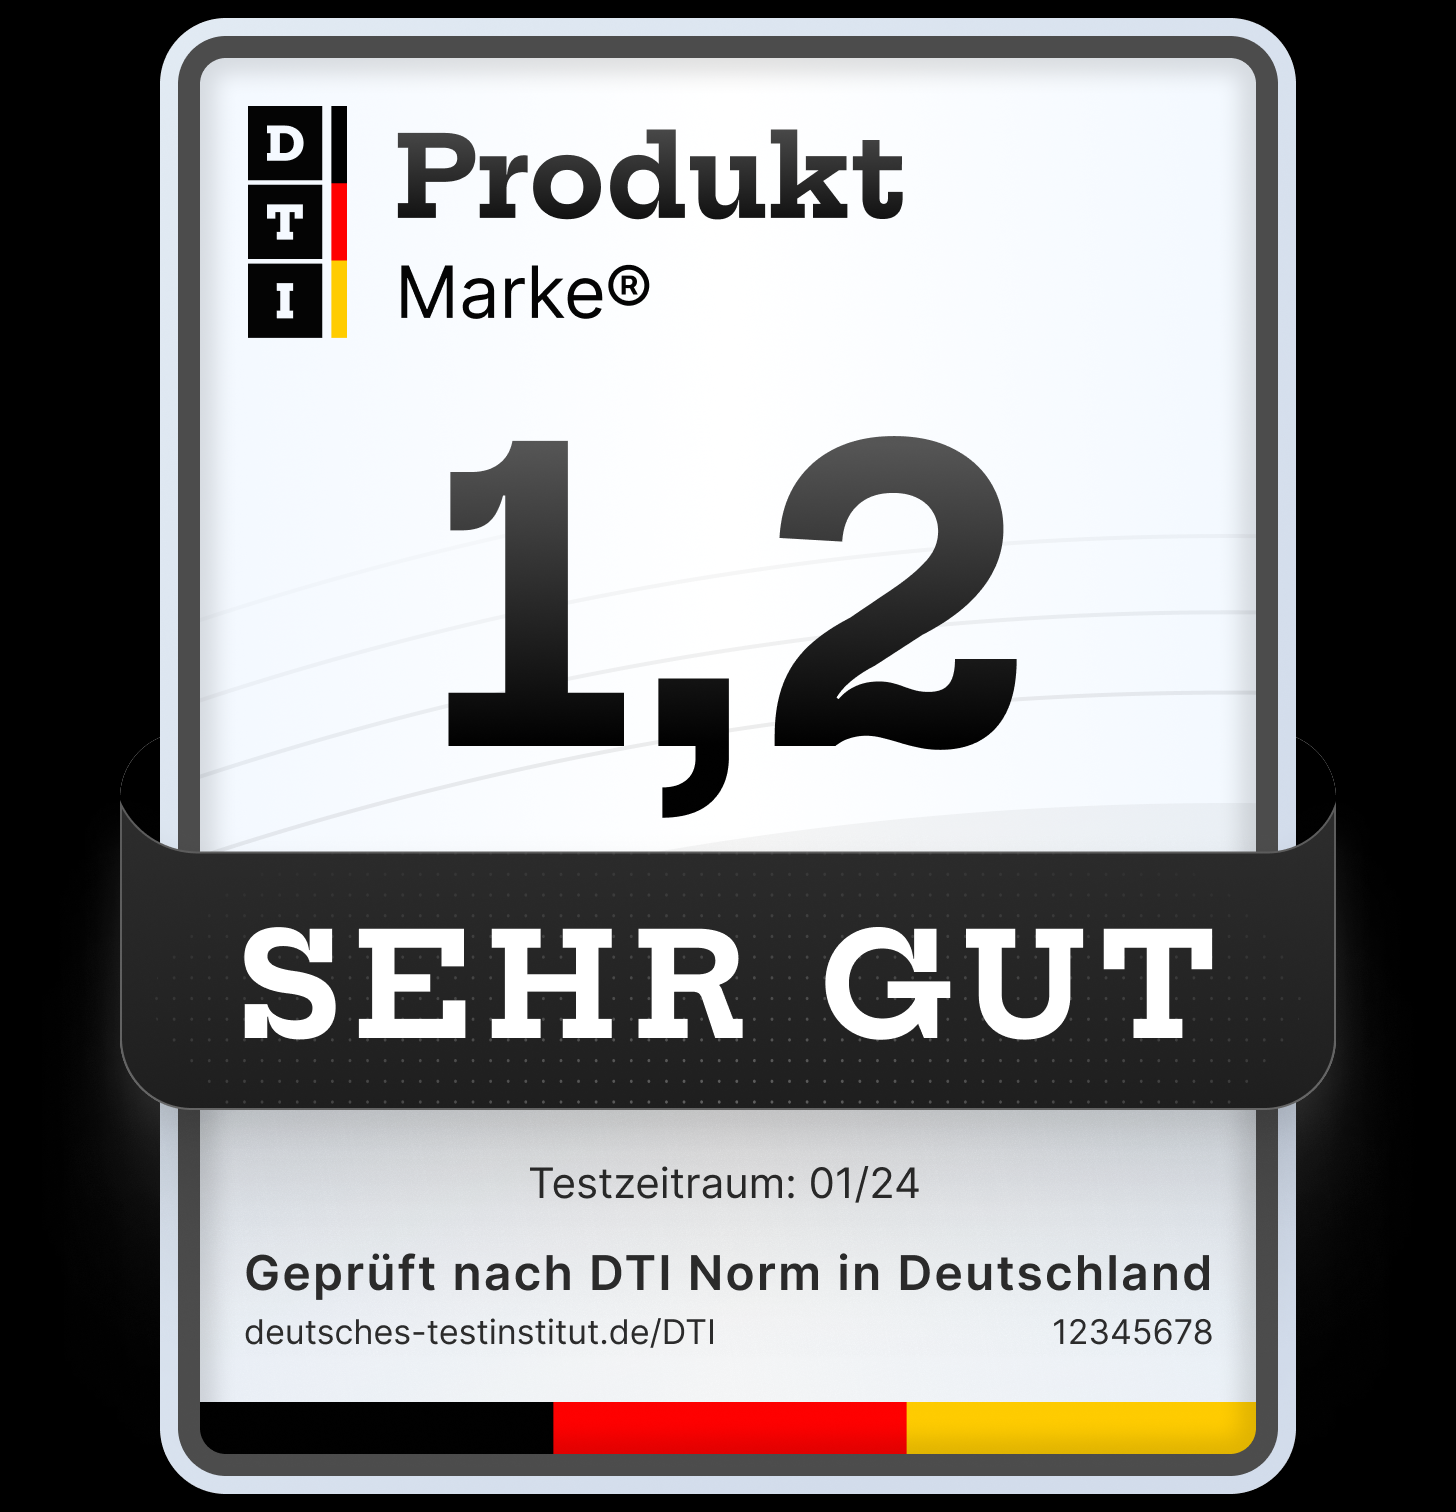 DTI
Produkt
Marke®
1,2
SEHR GUT
Testzeitraum: 01/24
Geprüft nach DTI Norm in Deutschland
deutsches-testinstitut.de/DTI 12345678